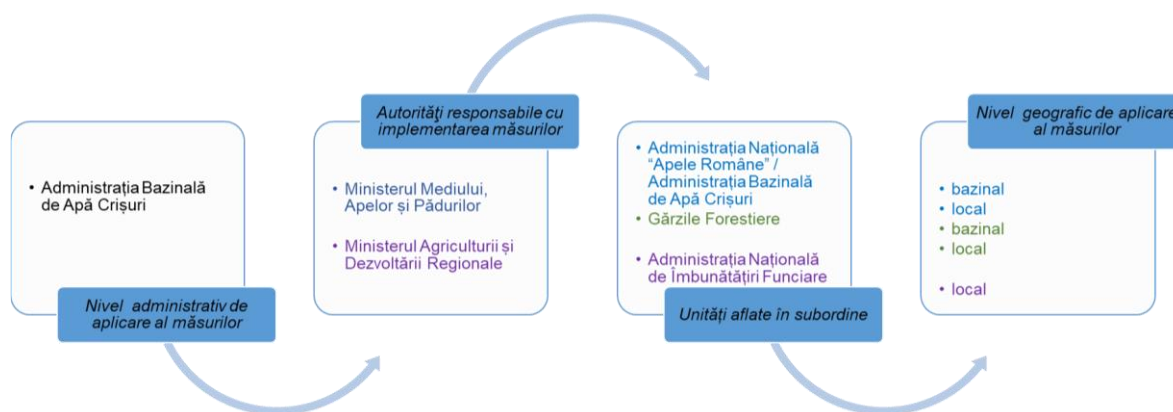 Administrația Bazinală
de Apă Crișuri
Nivel administrativ de
aplicare al măsurilor
Autorităţi responsabile cu
implementarea măsurilor
Ministerul Mediului,
Apelor și Pădurilor
Ministerul Agriculturii și
Dezvoltării Regionale
Administrația Națională
“Apele Române” /
Administrația Bazinală
de Apă Crișuri
Gărzile Forestiere
Administrația Națională
de Îmbunătățiri Funciare
Unități aflate în subordine
Nivel geografic de aplicare
al măsurilor
bazinal
local
bazinal
local
local